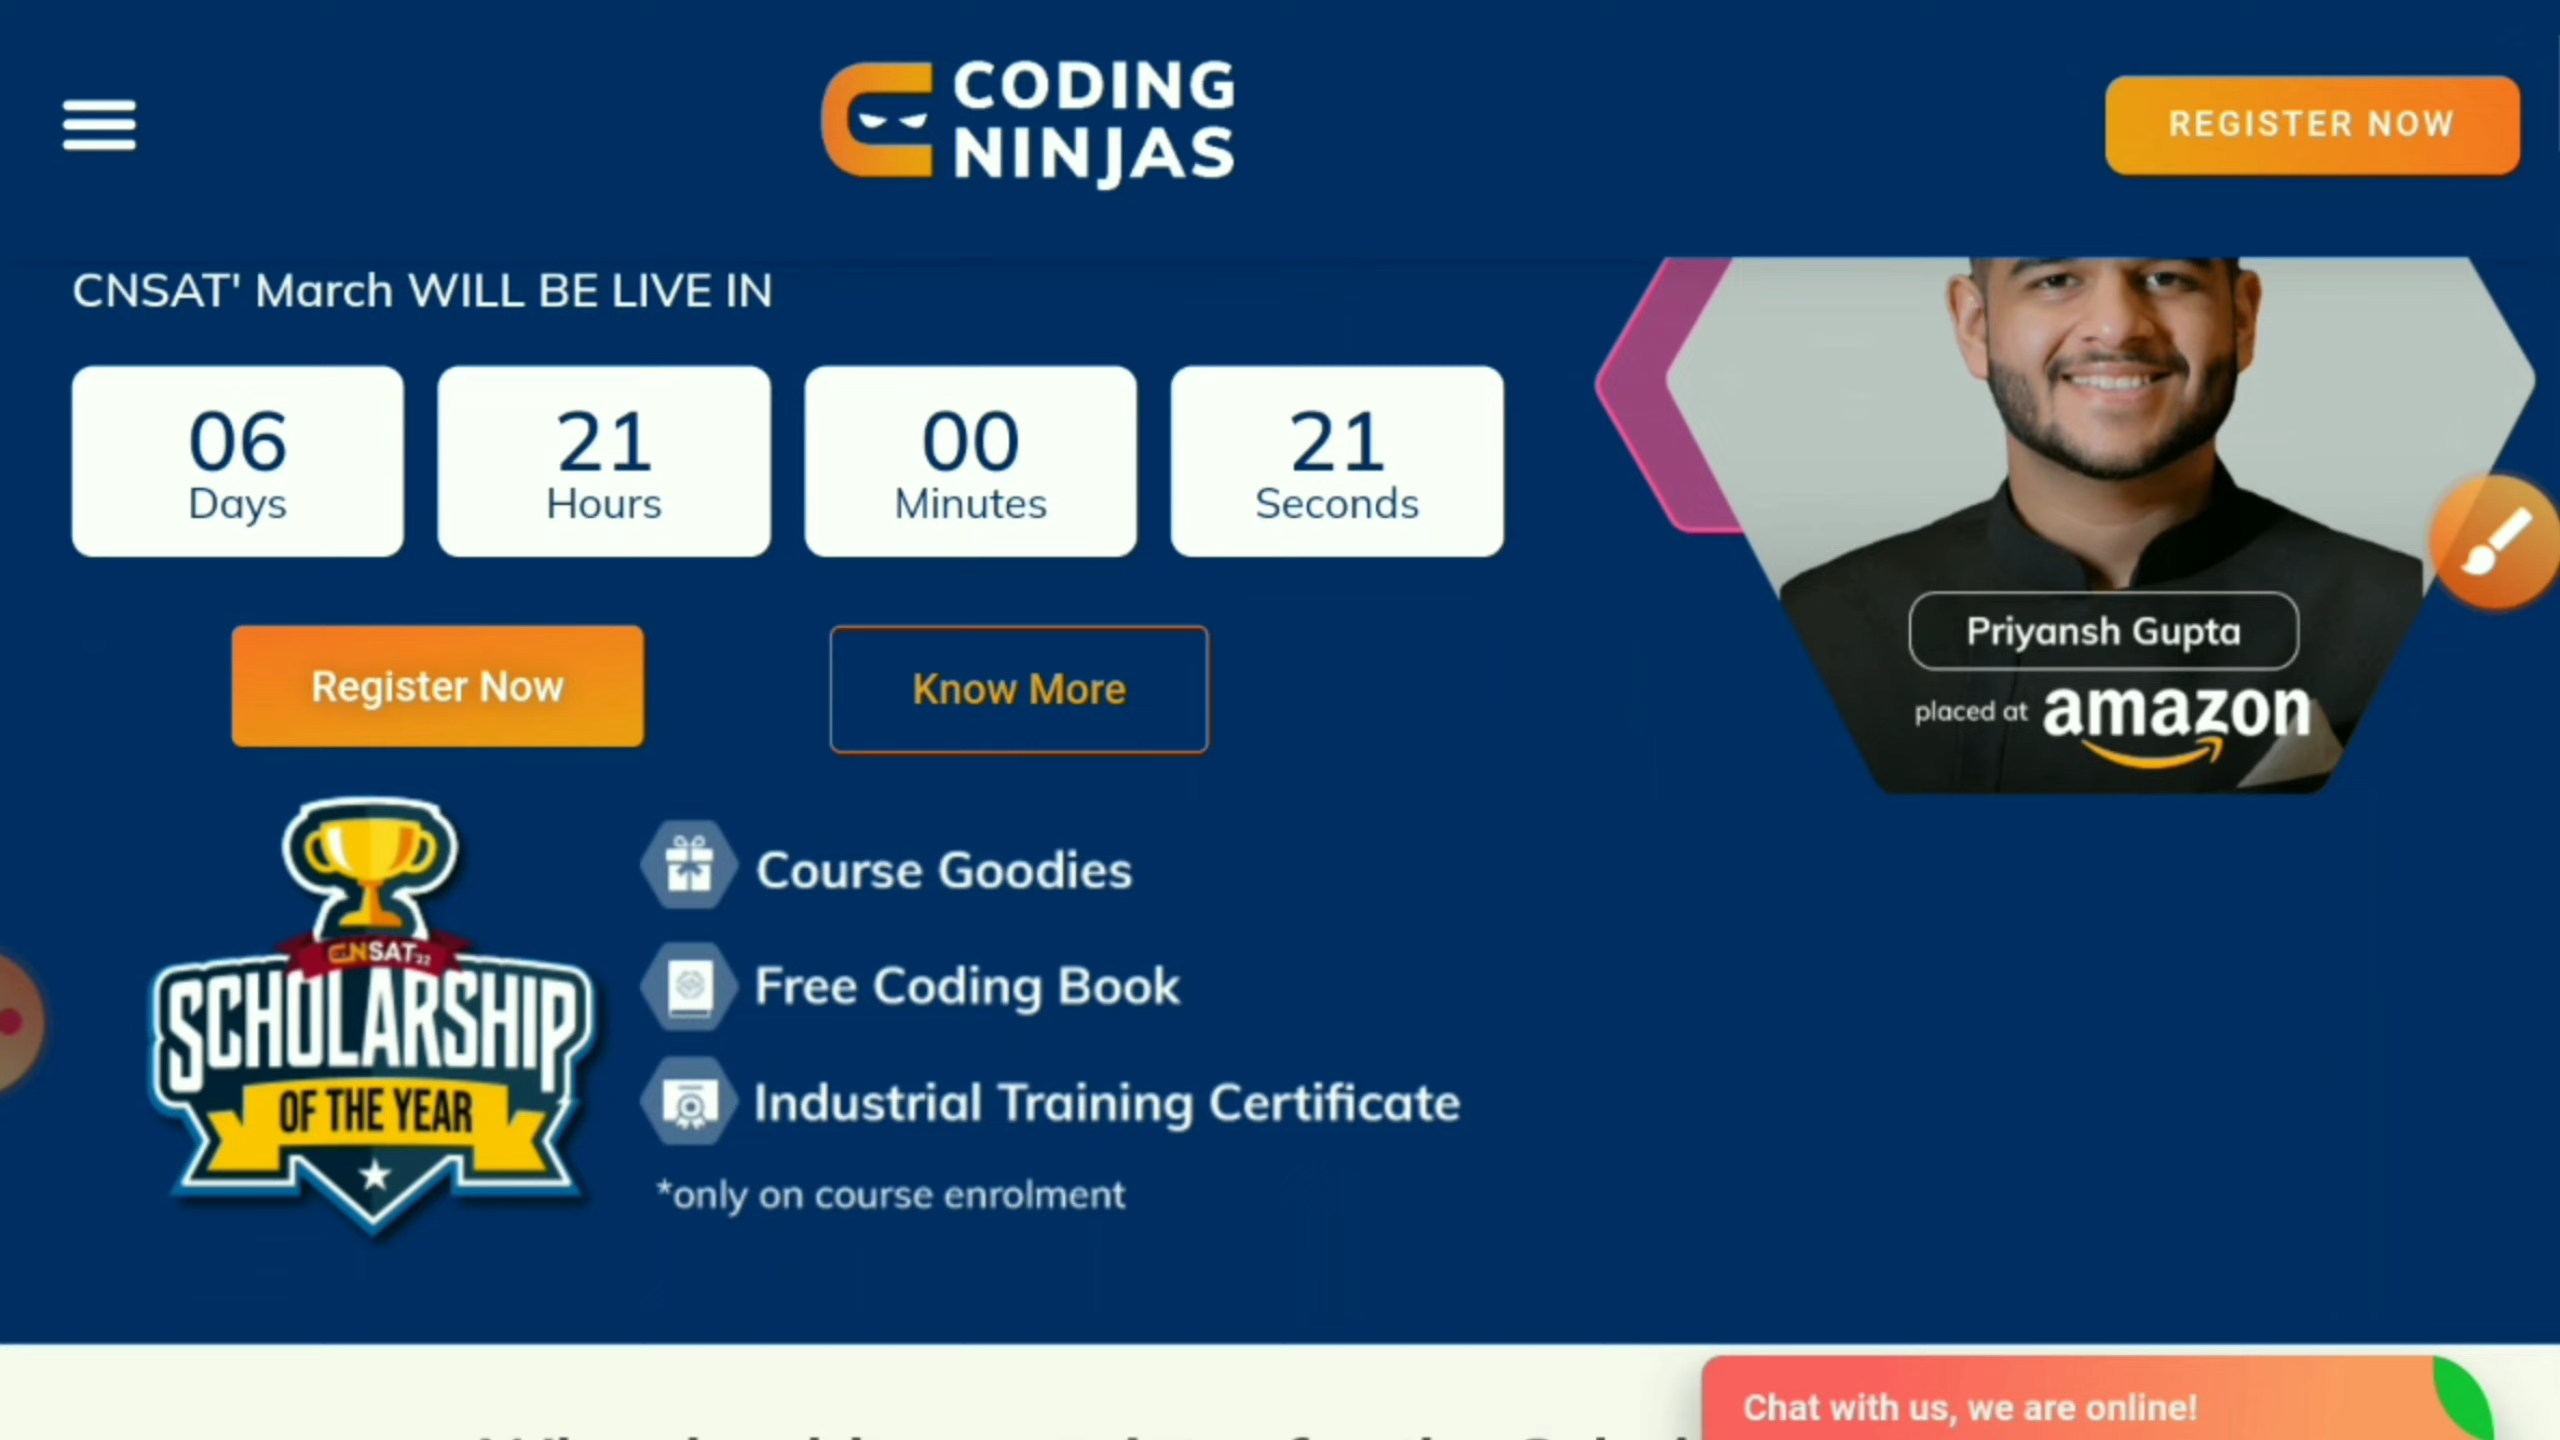 CODING
NINJAS
REGISTER NOW
CNSAT' March WILL BE LIVE IN
06
Days
21
Hours
00
Minutes
21
Seconds
Register Now
Know More
Priyansh Gupta
placed at amazon
CNSAT'22
SCHOLARSHIP
OF THE YEAR
Course Goodies
Free Coding Book
Industrial Training Certificate
*only on course enrolment
Chat with us, we are online!